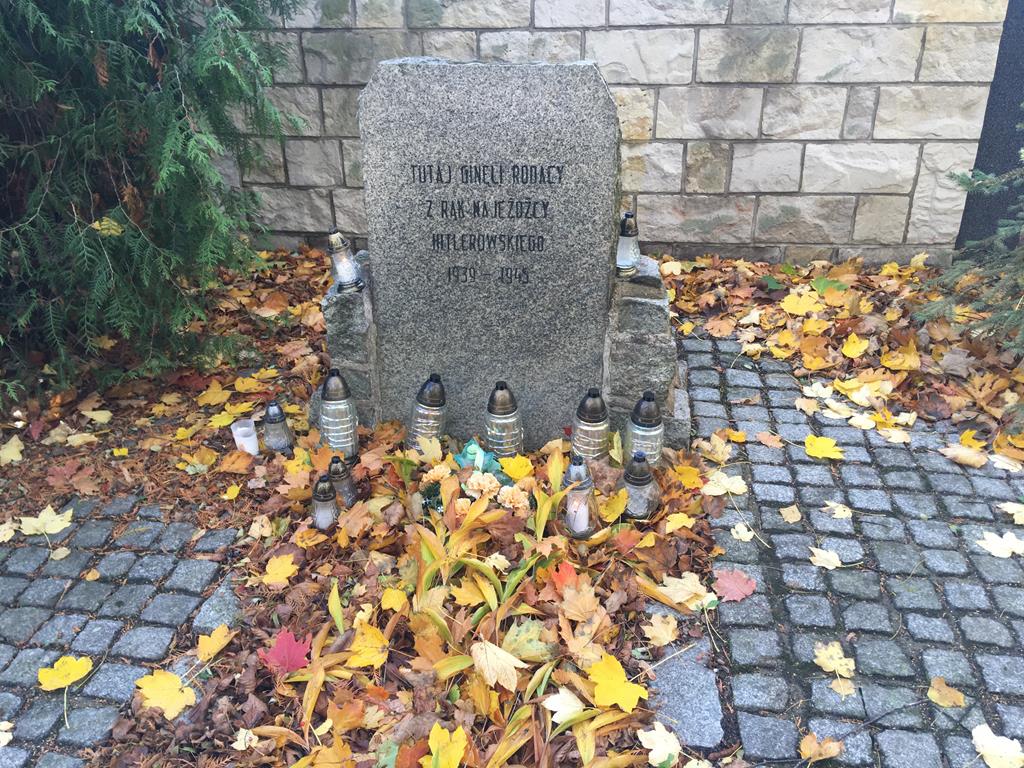 TUTAJ GINĘLI RODACY
Z RĄK NAJEŹDŹCY
HITLEROWSKIEGO
1939 - 1945